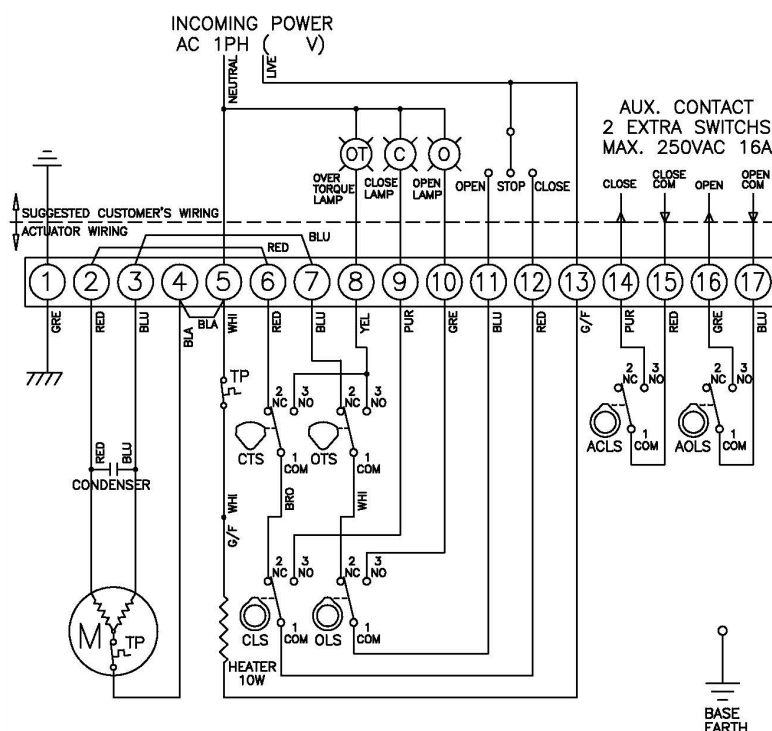 INCOMING POWER
AC 1PH (     V)
NEUTRAL
LIVE
AUX. CONTACT
2 EXTRA SWITCHS
MAX. 250VAC 16A
OT
C
O
OVER
TORQUE
LAMP
CLOSE
LAMP
OPEN
LAMP
OPEN
STOP
CLOSE
CLOSE
CLOSE
COM
OPEN
OPEN
COM
SUGGESTED CUSTOMER'S WIRING
ACTUATOR WIRING
BLU
RED
1 2 3 4 5 6 7 8 9 10 11 12 13 14 15 16 17
GRE
RED
BLU
BLA
BLA
WHI
RED
BLU
YEL
PUR
GRE
BLU
RED
G/F
PUR
RED
GRE
BLU
TP
2
NC
3
NO
CTS
1
COM
2
NC
3
NO
OTS
1
COM
2
NC
3
NO
ACLS
1
COM
2
NC
3
NO
AOLS
1
COM
RED
BLU
CONDENSER
WHI
G/F
BRO
WHI
2
NC
3
NO
CLS
1
COM
2
NC
3
NO
OLS
1
COM
M
TP
HEATER
10W
BASE
EARTH